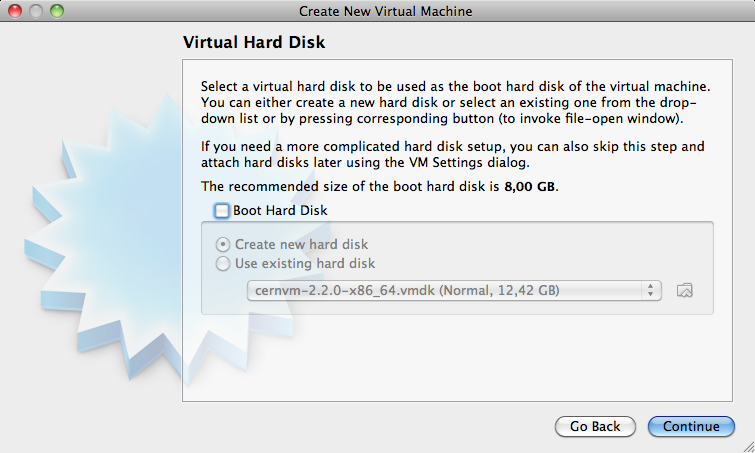 Create New Virtual Machine
Virtual Hard Disk
Select a virtual hard disk to be used as the boot hard disk of the virtual machine.
You can either create a new hard disk or select an existing one from the drop-
down list or by pressing corresponding button (to invoke file-open window).
If you need a more complicated hard disk setup, you can also skip this step and
attach hard disks later using the VM Settings dialog.
The recommended size of the boot hard disk is 8,00 GB.
Boot Hard Disk
Create new hard disk
Use existing hard disk
cernvm-2.2.0-x86_64.vmdk (Normal, 12,42 GB)
Go Back
Continue